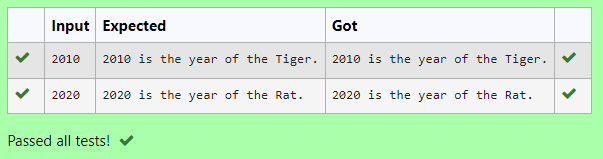 Input Expected Got
2010 2010 is the year of the Tiger. 2010 is the year of the Tiger.
2020 2020 is the year of the Rat. 2020 is the year of the Rat.
Passed all tests!